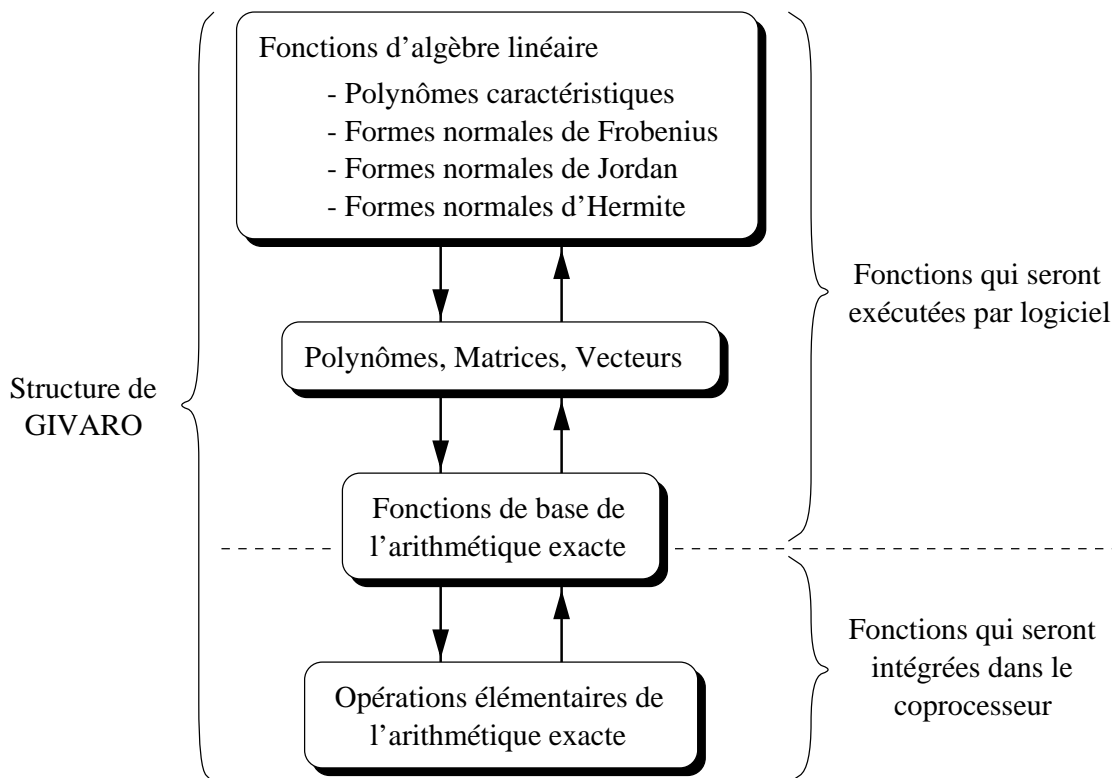 Fonctions d’algèbre linéaire
- Polynômes caractéristiques
- Formes normales de Frobenius
- Formes normales de Jordan
- Formes normales d’Hermite
Polynômes, Matrices, Vecteurs
Fonctions de base de
l’arithmétique exacte
Opérations élémentaires de
l’arithmétique exacte
Structure de
GIVARO
Fonctions qui seront
exécutées par logiciel
Fonctions qui seront
intégrées dans le
coprocesseur